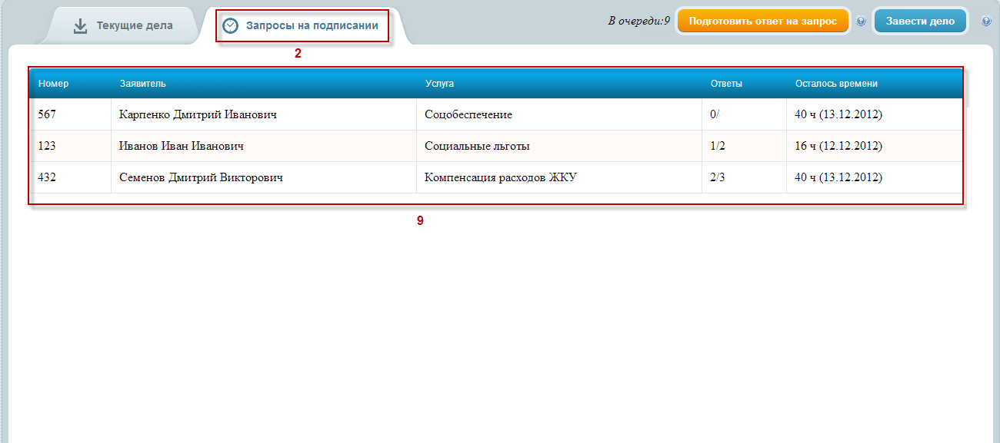 Текущие дела Запросы на подписании В очереди:9 Подготовить ответ на запрос Завести дело
2
Номер Заявитель Услуга Ответы Осталось времени
567 Карпенко Дмитрий Иванович Соцобеспечение 0/ 40 ч (13.12.2012)
123 Иванов Иван Иванович Социальные льготы 1/2 16 ч (12.12.2012)
432 Семенов Дмитрий Викторович Компенсация расходов ЖКУ 2/3 40 ч (13.12.2012)
9